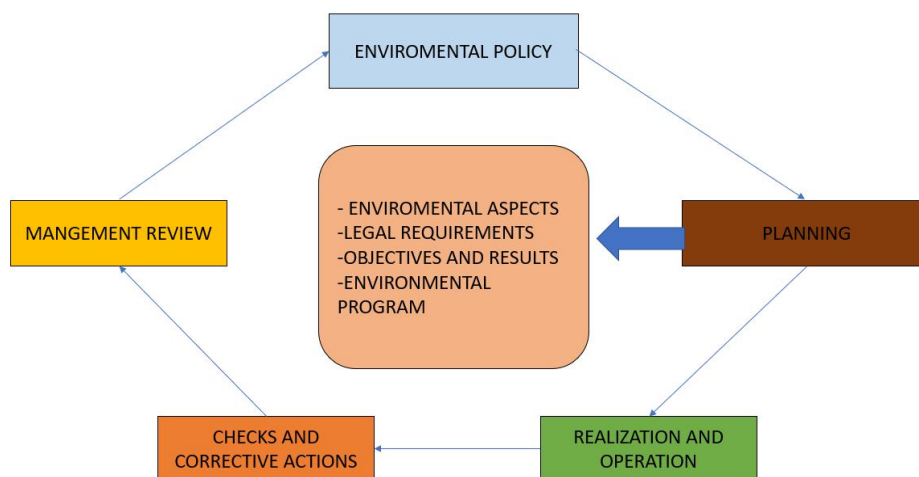 ENVIROMENTAL POLICY
MANGEMENT REVIEW
- ENVIROMENTAL ASPECTS
-LEGAL REQUIREMENTS
-OBJECTIVES AND RESULTS
-ENVIRONMENTAL
PROGRAM
PLANNING
CHECKS AND
CORRECTIVE ACTIONS
REALIZATION AND
OPERATION